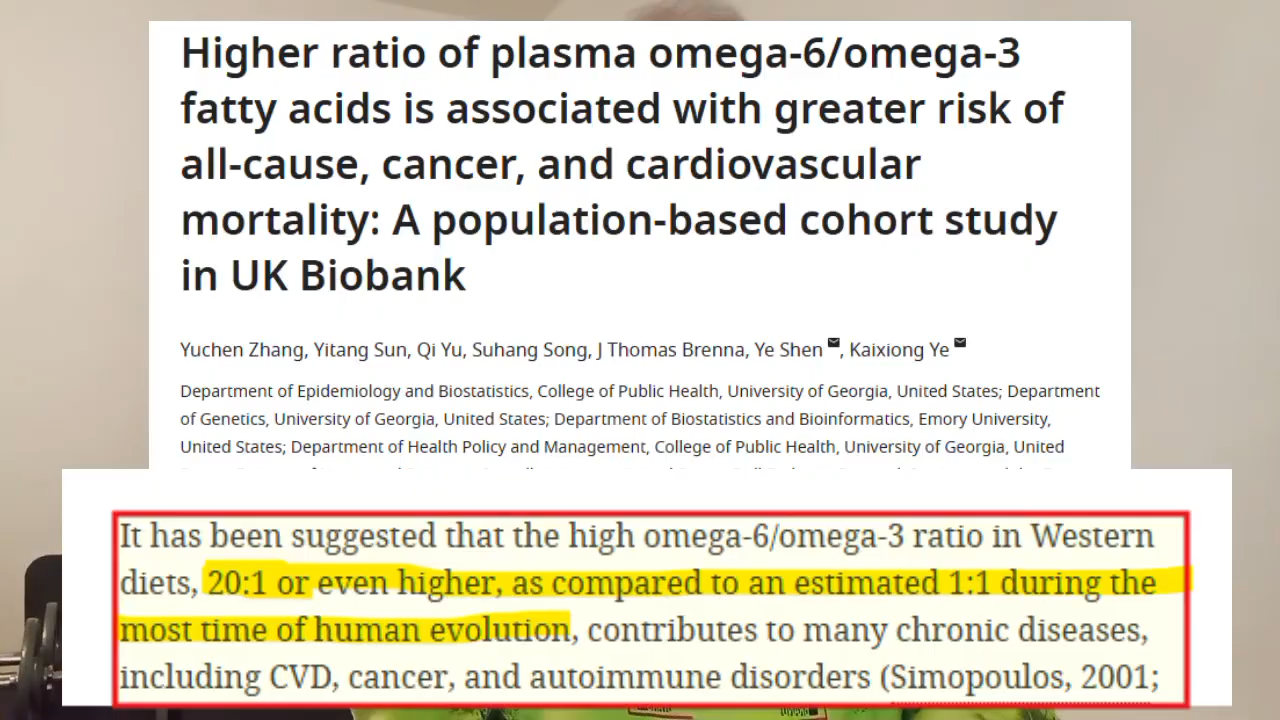 Higher ratio of plasma omega-6/omega-3
fatty acids is associated with greater risk of
all-cause, cancer, and cardiovascular
mortality: A population-based cohort study
in UK Biobank
Yuchen Zhang, Yitang Sun, Qi Yu, Suhang Song, J Thomas Brenna, Ye Shen, Kaixiong Ye
Department of Epidemiology and Biostatistics, College of Public Health, University of Georgia, United States; Department
of Genetics, University of Georgia, United States; Department of Biostatistics and Bioinformatics, Emory University,
United States; Department of Health Policy and Management, College of Public Health, University of Georgia, United
It has been suggested that the high omega-6/omega-3 ratio in Western
diets, 20:1 or even higher, as compared to an estimated 1:1 during the
most time of human evolution, contributes to many chronic diseases,
including CVD, cancer, and autoimmune disorders (Simopoulos, 2001;